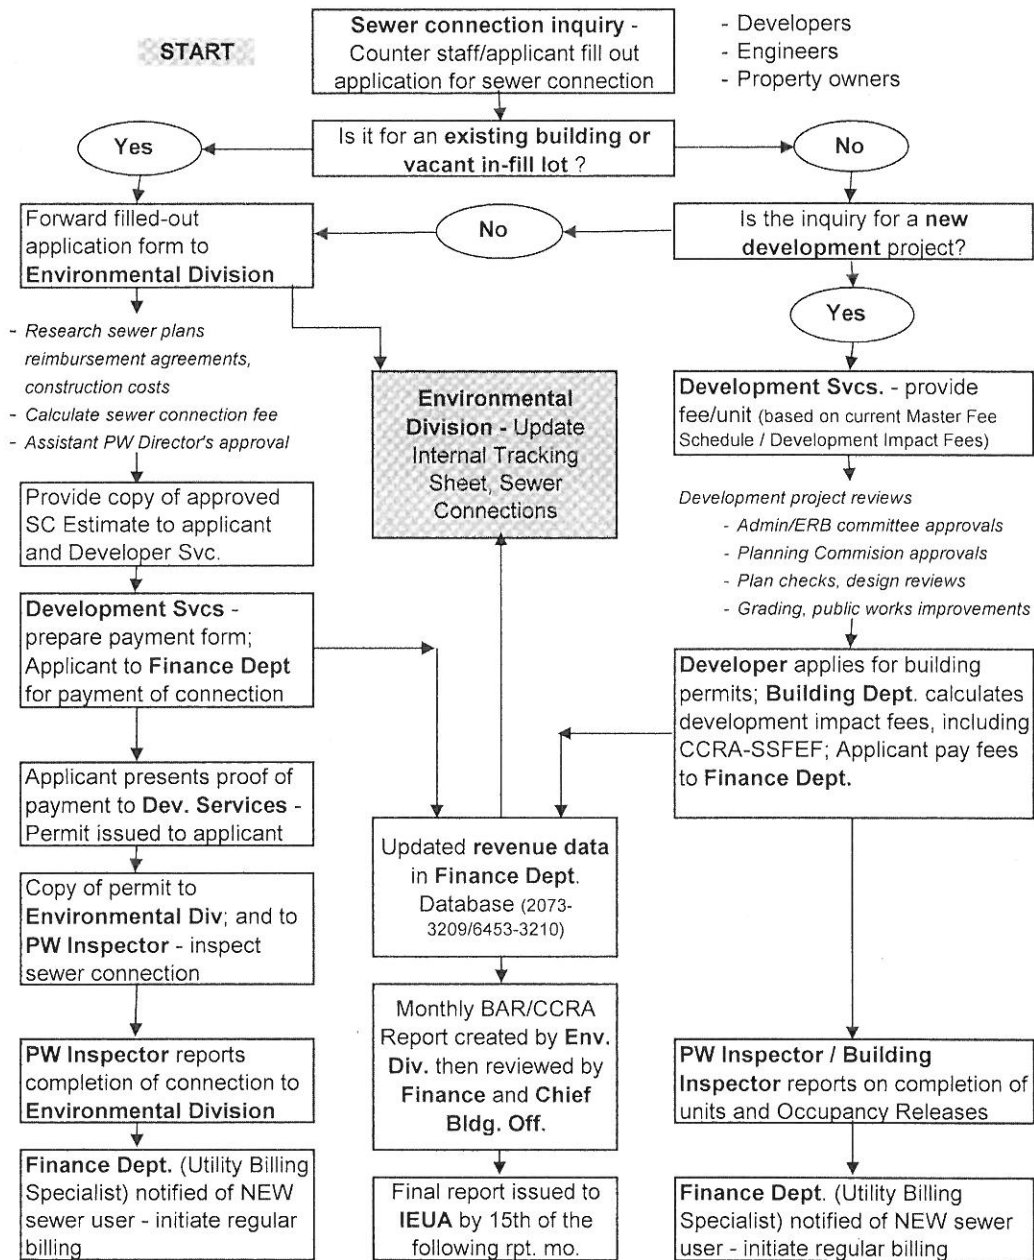 START
Sewer connection inquiry -
Counter staff/applicant fill out
application for sewer connection
- Developers
- Engineers
- Property owners
Is it for an existing building or
vacant in-fill lot ?
Yes
No
Forward filled-out
application form to
Environmental Division
No
Is the inquiry for a new
development project?
Yes
- Research sewer plans
reimbursement agreements,
construction costs
- Calculate sewer connection fee
- Assistant PW Director's approval
Environmental
Division - Update
Internal Tracking
Sheet, Sewer
Connections
Development Svcs. - provide
fee/unit (based on current Master Fee
Schedule / Development Impact Fees)
Provide copy of approved
SC Estimate to applicant
and Developer Svc.
Development project reviews
- Admin/ERB committee approvals
- Planning Commision approvals
- Plan checks, design reviews
- Grading, public works improvements
Development Svcs -
prepare payment form;
Applicant to Finance Dept
for payment of connection
Developer applies for building
permits; Building Dept. calculates
development impact fees, including
CCRA-SSFEF; Applicant pay fees
to Finance Dept.
Applicant presents proof of
payment to Dev. Services -
Permit issued to applicant
Updated revenue data
in Finance Dept.
Database (2073-
3209/6453-3210)
Copy of permit to
Environmental Div; and to
PW Inspector - inspect
sewer connection
Monthly BAR/CCRA
Report created by Env.
Div. then reviewed by
Finance and Chief
Bldg. Off.
PW Inspector reports
completion of connection to
Environmental Division
PW Inspector / Building
Inspector reports on completion of
units and Occupancy Releases
Finance Dept. (Utility Billing
Specialist) notified of NEW
sewer user - initiate regular
billing
Final report issued to
IEUA by 15th of the
following rpt. mo.
Finance Dept. (Utility Billing
Specialist) notified of NEW sewer
user - initiate regular billing